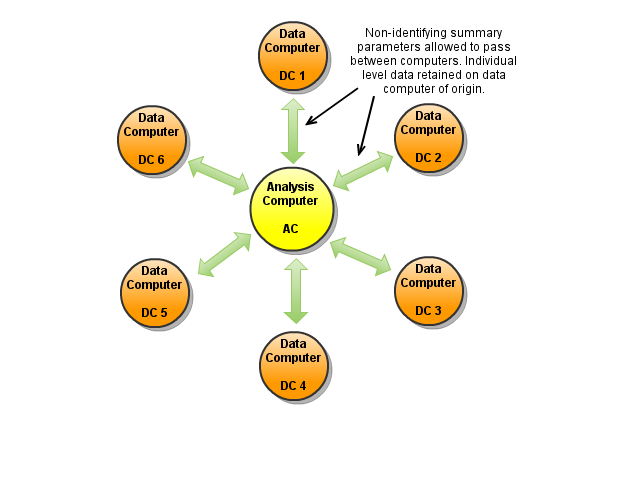 Data
Computer
DC 1
Non-identifying summary
parameters allowed to pass
between computers. Individual
level data retained on data
computer of origin.
Data
Computer
DC 6
Data
Computer
DC 2
Analysis
Computer
AC
Data
Computer
DC 5
Data
Computer
DC 3
Data
Computer
DC 4